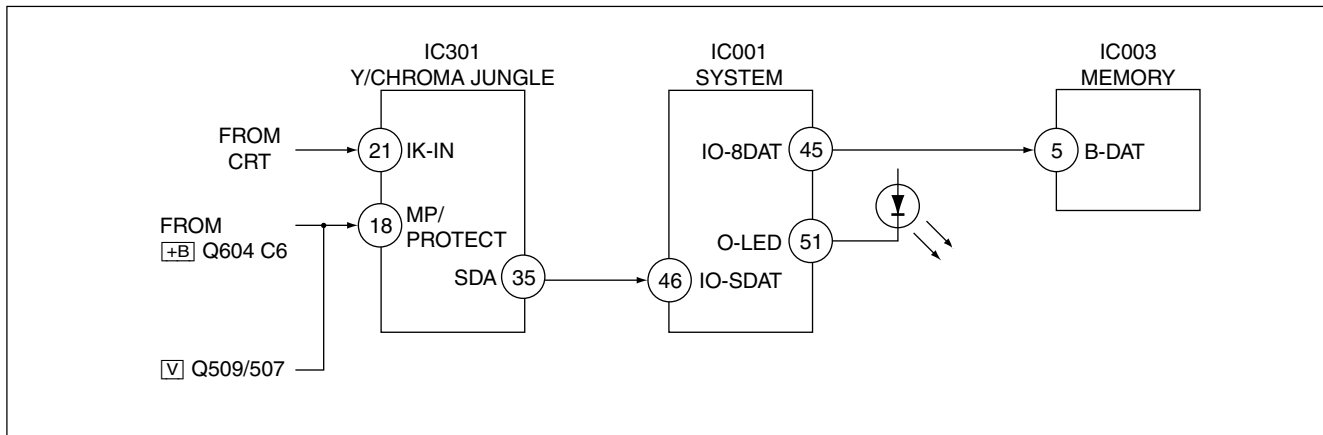 IC301
Y/CHROMA JUNGLE
IC001
SYSTEM
IC003
MEMORY
FROM
CRT
21 IK-IN
IO-8DAT 45
5 B-DAT
FROM
+B Q604 C6
18 MP/
PROTECT
O-LED 51
SDA 35
46 IO-SDAT
V Q509/507